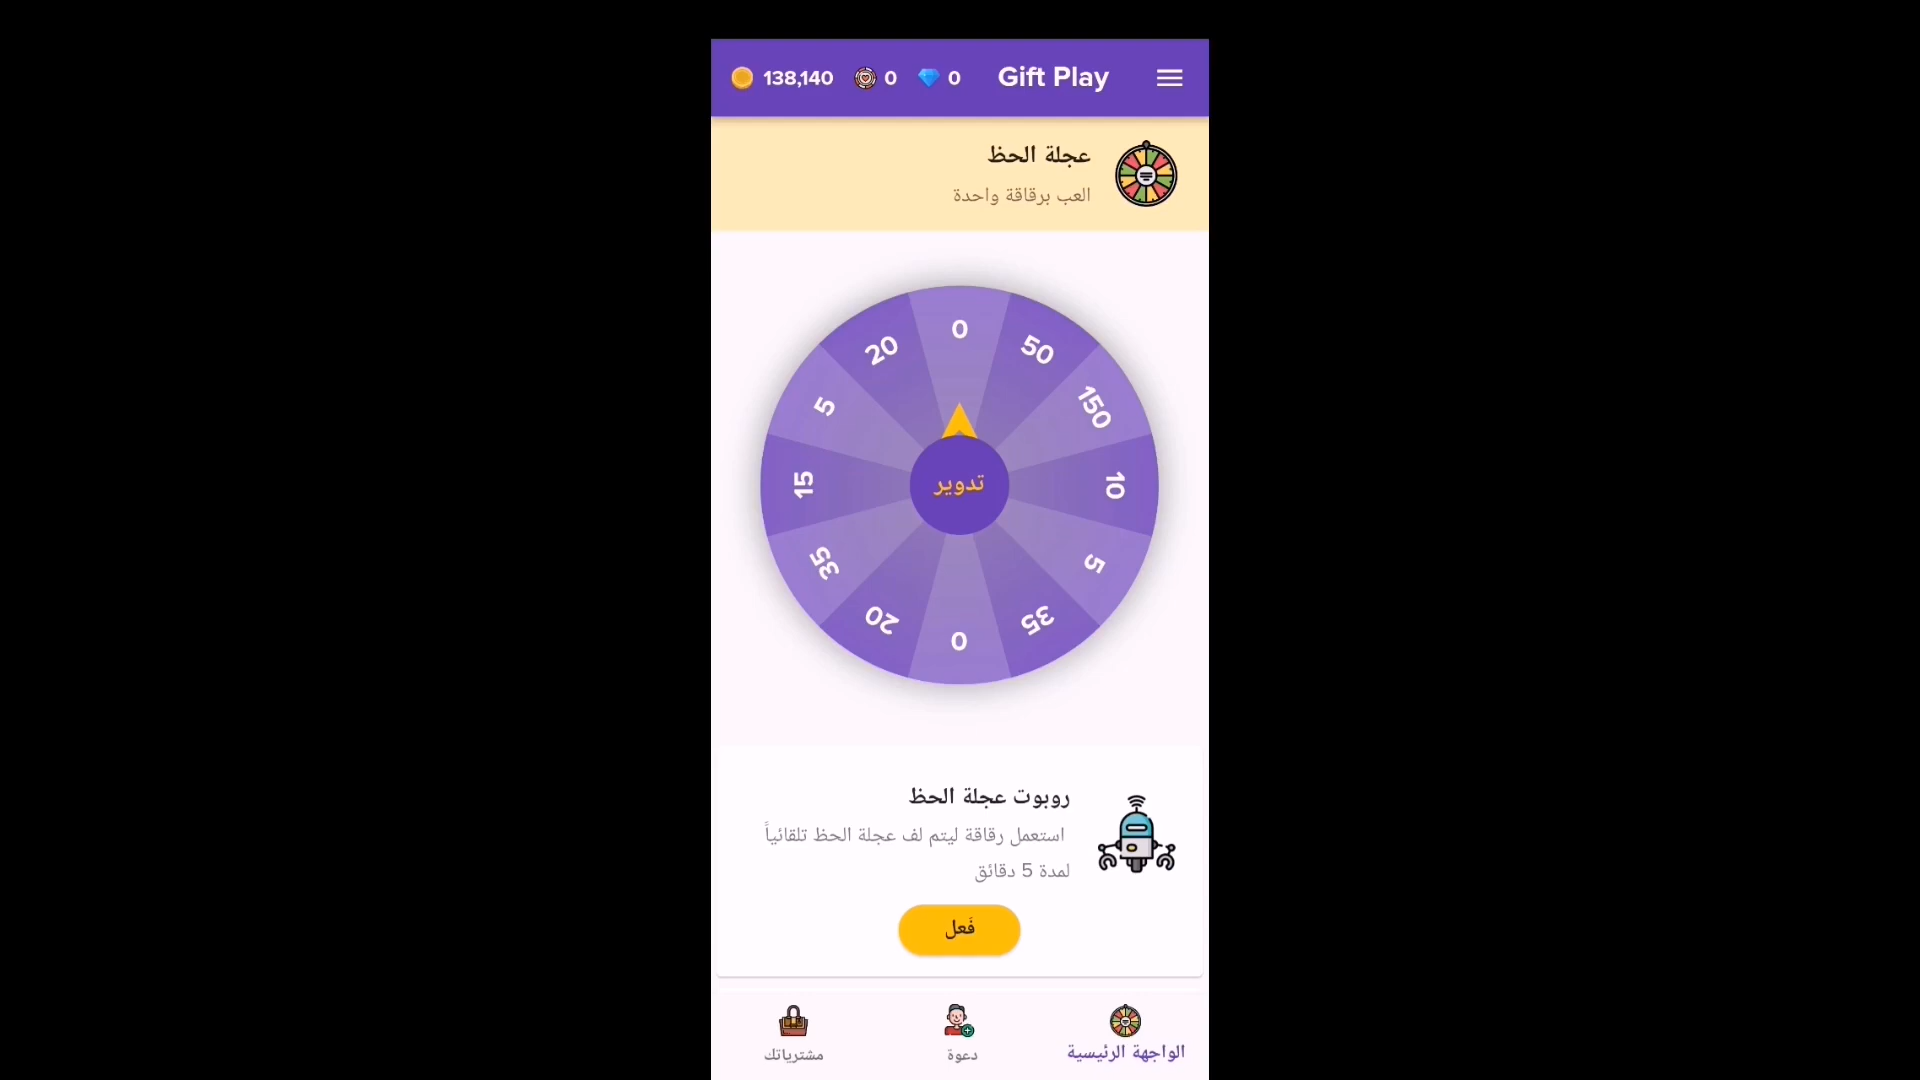 138,140 0 0 Gift Play
عجلة الحظ
العب برقاقة واحدة
0
50
150
10
5
35
0
20
35
15
5
20
تدوير
روبوت عجلة الحظ
استعمل رقاقة ليتم لف عجلة الحظ تلقائياً
لمدة 5 دقائق
فَعل
الواجهة الرئيسية
دعوة
مشترياتك